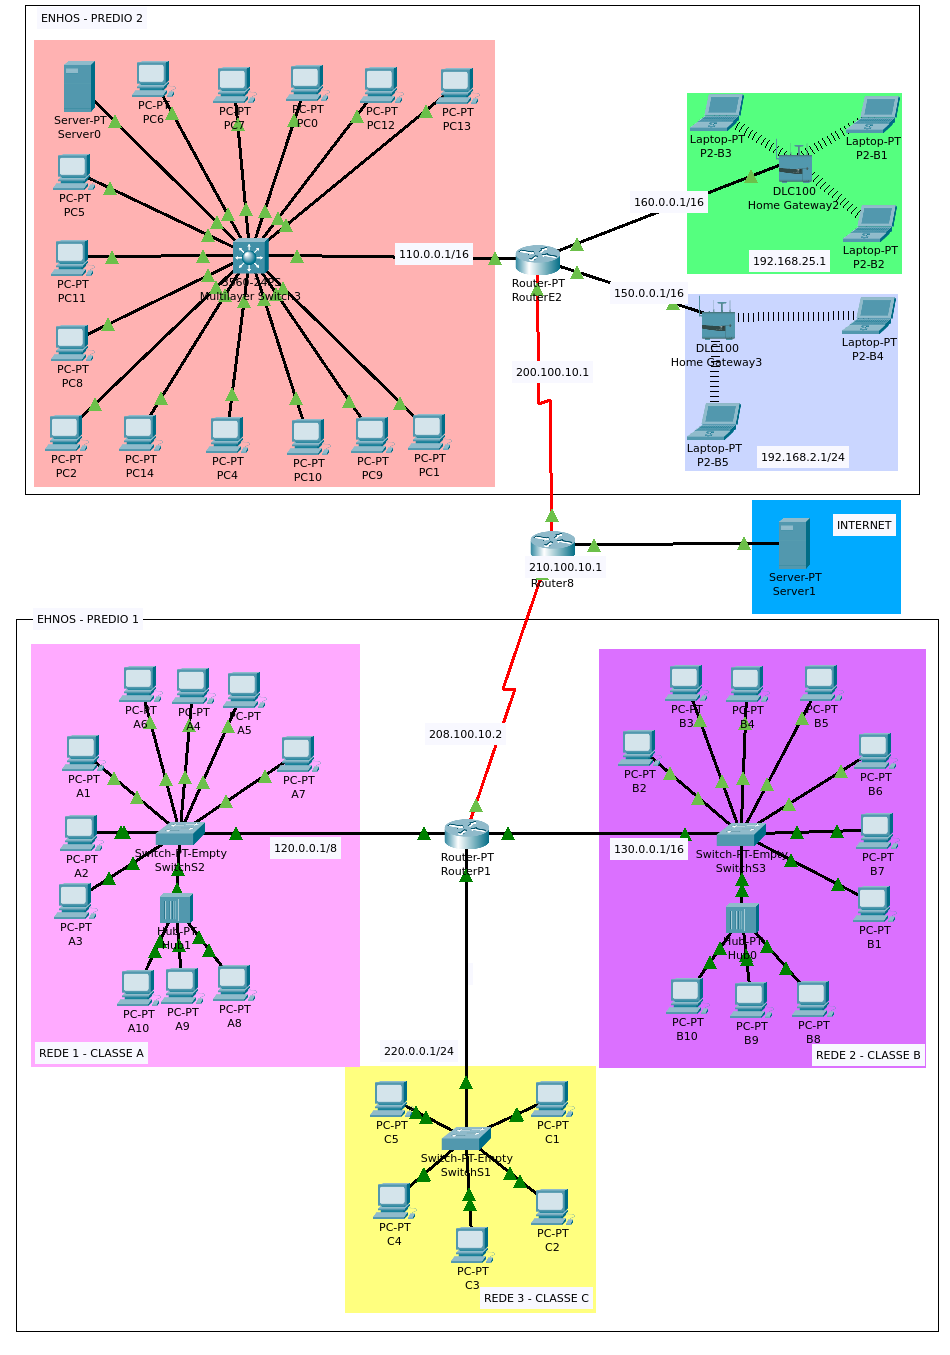 ENHOS - PREDIO 2
Server-PT
Server0
PC-PT
PC6
PC-PT
PC7
PC-PT
PC0
PC-PT
PC12
PC-PT
PC13
PC-PT
PC5
PC-PT
PC11
PC-PT
PC8
3560-24PS
Multilayer Switch3
PC-PT
PC2
PC-PT
PC14
PC-PT
PC4
PC-PT
PC10
PC-PT
PC9
PC-PT
PC1
110.0.0.1/16
Router-PT
RouterE2
160.0.0.1/16
150.0.0.1/16
200.100.10.1
Laptop-PT
P2-B3
Laptop-PT
P2-B1
DLC100
Home Gateway2
Laptop-PT
P2-B2
192.168.25.1
DLC100
Home Gateway3
Laptop-PT
P2-B4
Laptop-PT
P2-B5
192.168.2.1/24
210.100.10.1
Router8
INTERNET
Server-PT
Server1
EHNOS - PREDIO 1
208.100.10.2
PC-PT
A6
PC-PT
A4
PC-PT
A5
PC-PT
A1
PC-PT
A7
PC-PT
A2
Switch-PT-Empty
SwitchS2
PC-PT
A3
Hub-PT
Hub1
PC-PT
A10
PC-PT
A9
PC-PT
A8
REDE 1 - CLASSE A
120.0.0.1/8
Router-PT
RouterP1
130.0.0.1/16
PC-PT
B3
PC-PT
B4
PC-PT
B5
PC-PT
B2
PC-PT
B6
Switch-PT-Empty
SwitchS3
PC-PT
B7
PC-PT
B1
Hub-PT
Hub0
PC-PT
B10
PC-PT
B9
PC-PT
B8
REDE 2 - CLASSE B
220.0.0.1/24
PC-PT
C5
PC-PT
C1
Switch-PT-Empty
SwitchS1
PC-PT
C4
PC-PT
C2
PC-PT
C3
REDE 3 - CLASSE C